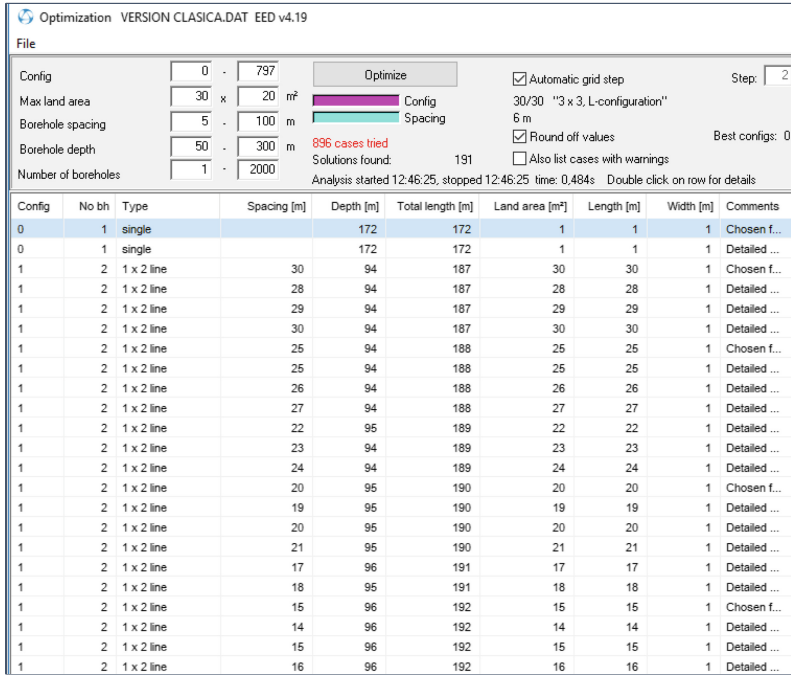 Optimization VERSION CLASICA.DAT EED v4.19
File
Config 0 - 797 Optimize Automatic grid step Step: 2
Max land area 30 x 20 m² Config 30/30 "3 x 3, L-configuration"
Borehole spacing 5 - 100 m Spacing 6 m
Borehole depth 50 - 300 m 896 cases tried Round off values Best configs: 0
Solutions found: 191 Also list cases with warnings
Number of boreholes 1 - 2000 Analysis started 12:46:25, stopped 12:46:25 time: 0,484s Double click on row for details
Config No bh Type Spacing [m] Depth [m] Total length [m] Land area [m²] Length [m] Width [m] Comments
0 1 single 172 172 1 1 1 Chosen f...
0 1 single 172 172 1 1 1 Detailed ...
1 2 1 x 2 line 30 94 187 30 30 1 Chosen f...
1 2 1 x 2 line 28 94 187 28 28 1 Detailed ...
1 2 1 x 2 line 29 94 187 29 29 1 Detailed ...
1 2 1 x 2 line 30 94 187 30 30 1 Detailed ...
1 2 1 x 2 line 25 94 188 25 25 1 Chosen f...
1 2 1 x 2 line 25 94 188 25 25 1 Detailed ...
1 2 1 x 2 line 26 94 188 26 26 1 Detailed ...
1 2 1 x 2 line 27 94 188 27 27 1 Detailed ...
1 2 1 x 2 line 22 95 189 22 22 1 Detailed ...
1 2 1 x 2 line 23 94 189 23 23 1 Detailed ...
1 2 1 x 2 line 24 94 189 24 24 1 Detailed ...
1 2 1 x 2 line 20 95 190 20 20 1 Chosen f...
1 2 1 x 2 line 19 95 190 19 19 1 Detailed ...
1 2 1 x 2 line 20 95 190 20 20 1 Detailed ...
1 2 1 x 2 line 21 95 190 21 21 1 Detailed ...
1 2 1 x 2 line 17 96 191 17 17 1 Detailed ...
1 2 1 x 2 line 18 95 191 18 18 1 Detailed ...
1 2 1 x 2 line 15 96 192 15 15 1 Chosen f...
1 2 1 x 2 line 14 96 192 14 14 1 Detailed ...
1 2 1 x 2 line 15 96 192 15 15 1 Detailed ...
1 2 1 x 2 line 16 96 192 16 16 1 Detailed ...